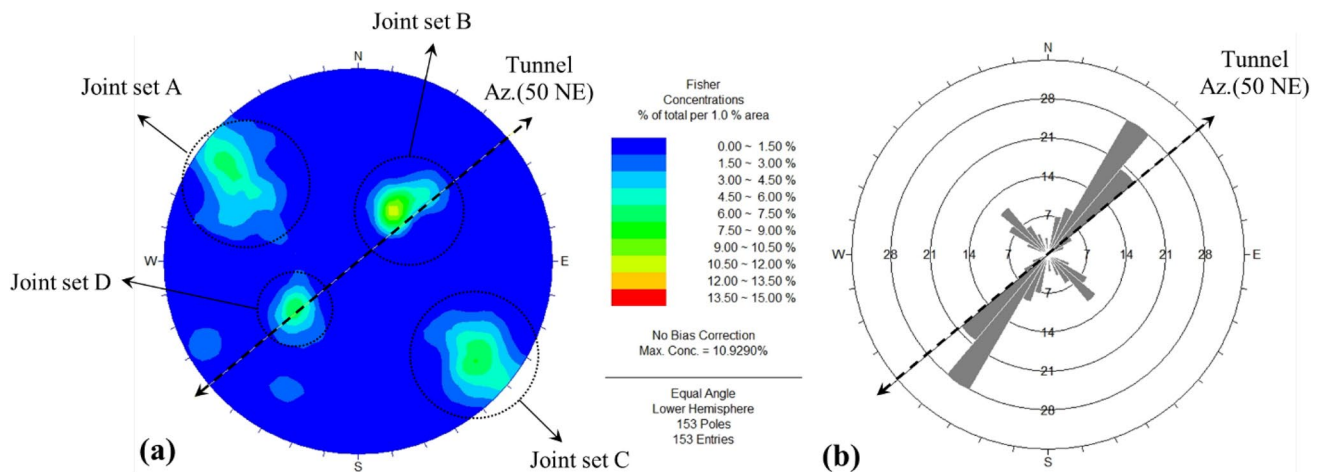 Joint set B
Joint set A
Tunnel
Az.(50 NE)
N
W
E
S
Joint set D
Joint set C
(a)
Fisher
Concentrations
% of total per 1.0 % area
0.00 ~ 1.50 %
1.50 ~ 3.00 %
3.00 ~ 4.50 %
4.50 ~ 6.00 %
6.00 ~ 7.50 %
7.50 ~ 9.00 %
9.00 ~ 10.50 %
10.50 ~ 12.00 %
12.00 ~ 13.50 %
13.50 ~ 15.00 %
No Bias Correction
Max. Conc. = 10.9290%
Equal Angle
Lower Hemisphere
153 Poles
153 Entries
Tunnel
Az.(50 NE)
N
28
21
14
7
W 28 21 14 7 7 14 21 28 E
7
14
21
28
S
(b)